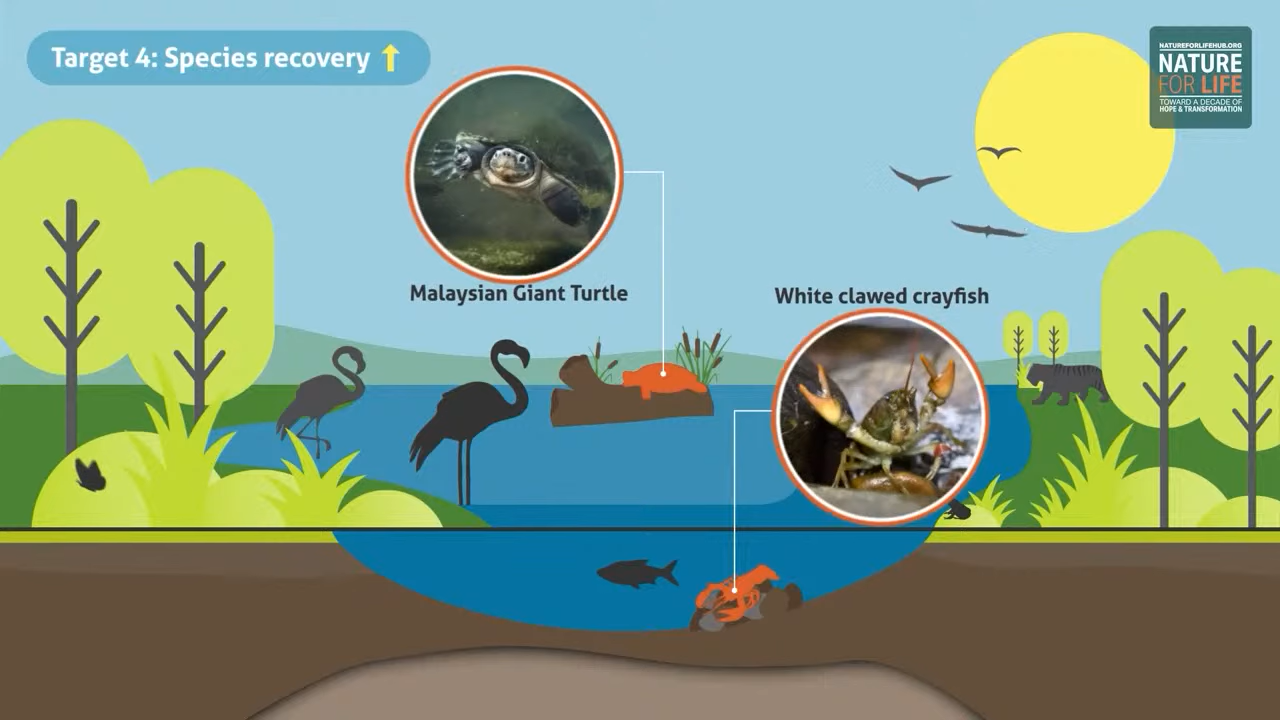 Target 4: Species recovery
NATUREFORLIFEHUB.ORG
NATURE
FOR LIFE
TOWARD A DECADE OF
HOPE & TRANSFORMATION
Malaysian Giant Turtle
White clawed crayfish